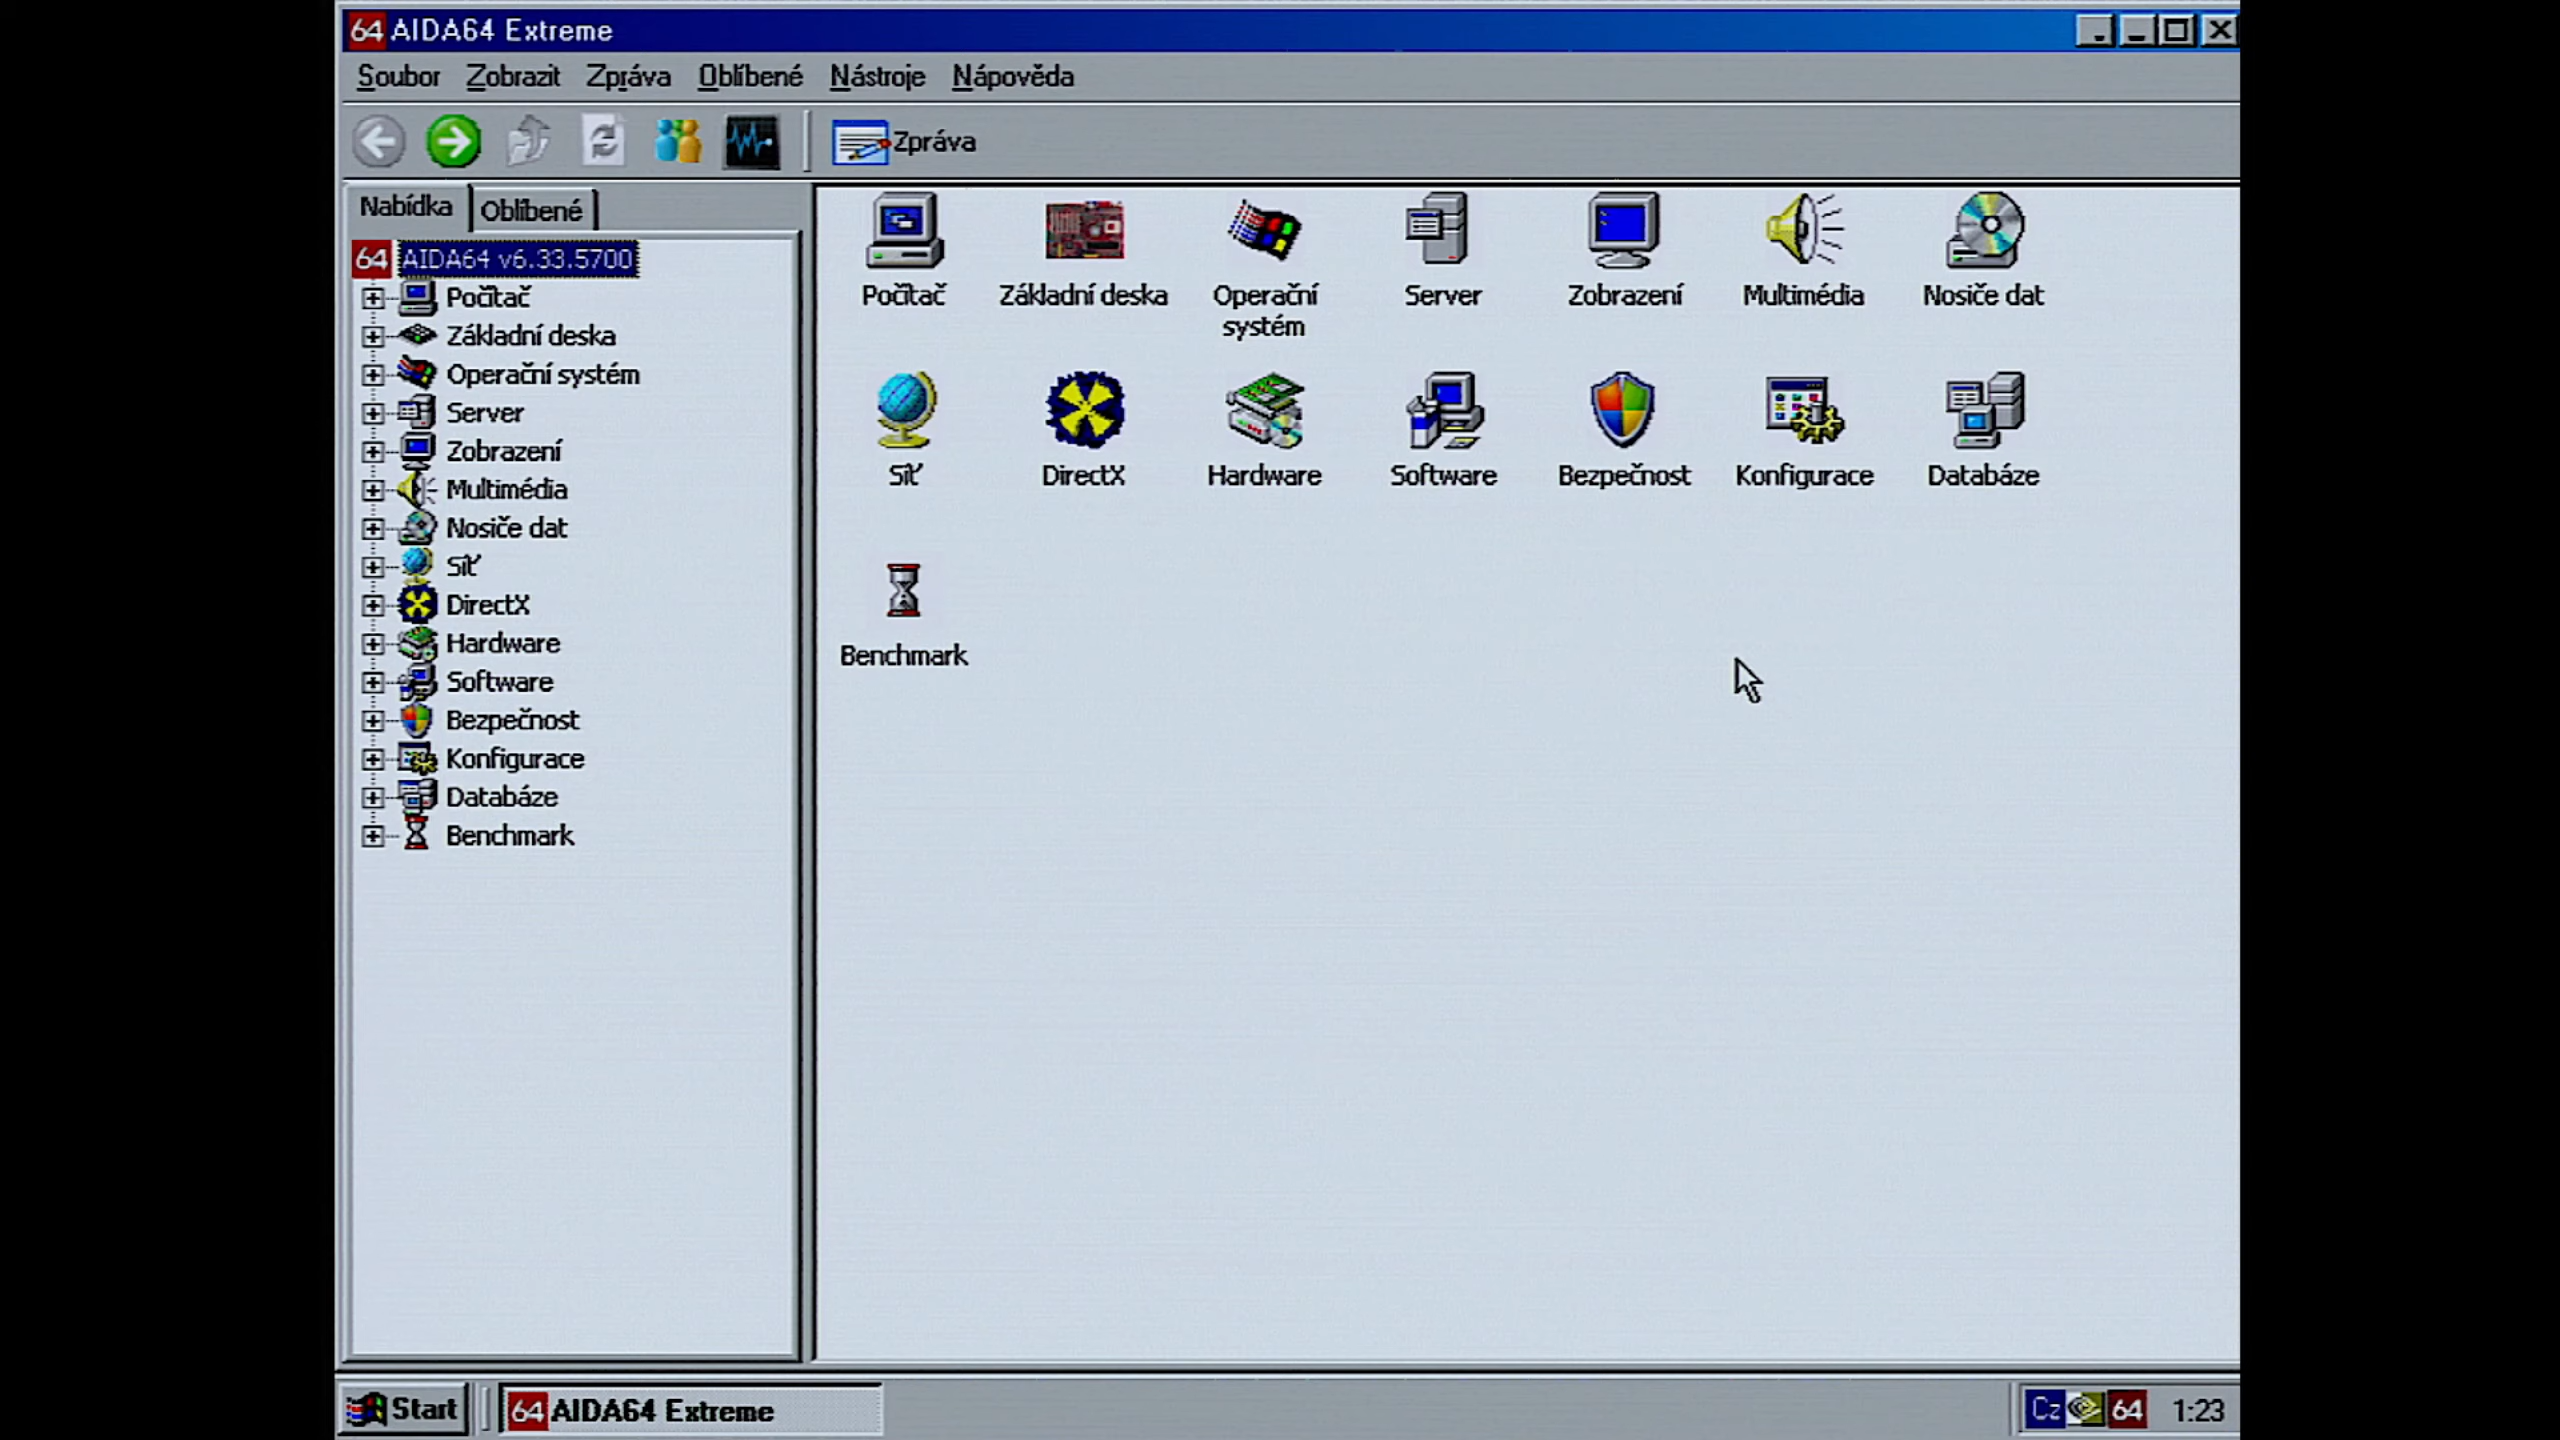 64 AIDA64 Extreme
Soubor Zobrazit Zpráva Oblíbené Nástroje Nápověda
Zpráva
Nabídka Oblíbené
64 AIDA64 v6.33.5700
Počítač
Základní deska
Operační systém
Server
Zobrazení
Multimédia
Nosiče dat
Síť
DirectX
Hardware
Software
Bezpečnost
Konfigurace
Databáze
Benchmark
Počítač Základní deska Operační systém Server Zobrazení Multimédia Nosiče dat
Síť DirectX Hardware Software Bezpečnost Konfigurace Databáze
Benchmark
Start 64 AIDA64 Extreme Cz 64 1:23